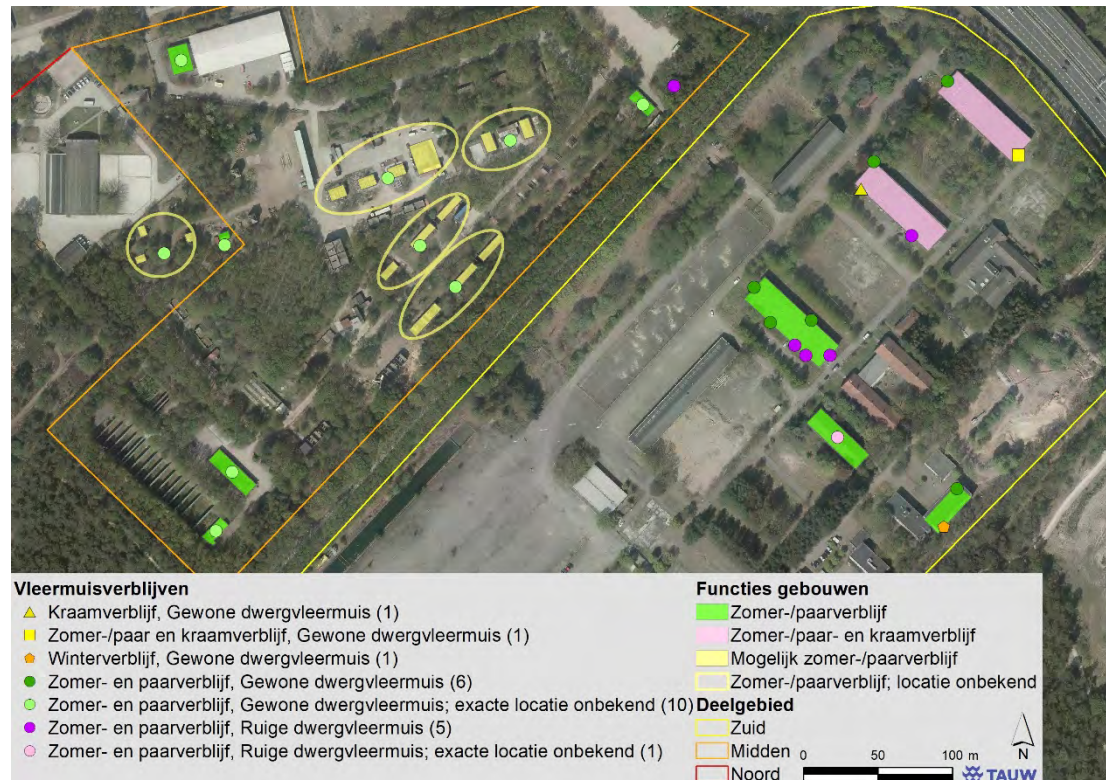 Vleermuisverblijven
Kraamverblijf, Gewone dwergvleermuis (1)
Zomer-/paar en kraamverblijf, Gewone dwergvleermuis (1)
Winterverblijf, Gewone dwergvleermuis (1)
Zomer- en paarverblijf, Gewone dwergvleermuis (6)
Zomer- en paarverblijf, Gewone dwergvleermuis; exacte locatie onbekend (10)
Zomer- en paarverblijf, Ruige dwergvleermuis (5)
Zomer- en paarverblijf, Ruige dwergvleermuis; exacte locatie onbekend (1)
Functies gebouwen
Zomer-/paarverblijf
Zomer-/paar- en kraamverblijf
Mogelijk zomer-/paarverblijf
Zomer-/paarverblijf; locatie onbekend
Deelgebied
Zuid
Midden
Noord
0 50 100 m
N
TAUW